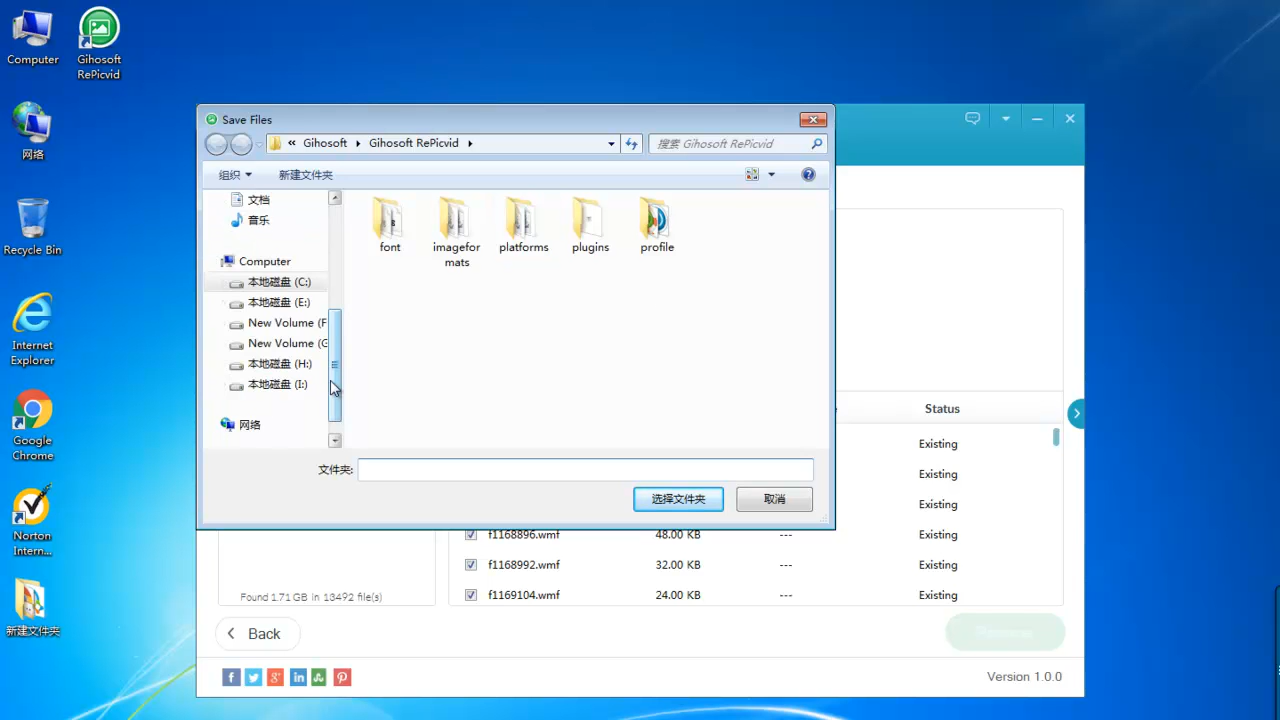 Computer
Gihosoft
RePicvid
网络
Recycle Bin
Internet
Explorer
Google
Chrome
Norton
Intern...
新建文件夹
Save Files
« Gihosoft ▸ Gihosoft RePicvid ▸
搜索 Gihosoft RePicvid
组织
新建文件夹
文档
音乐
Computer
本地磁盘 (C:)
本地磁盘 (E:)
New Volume (F
New Volume (G
本地磁盘 (H:)
本地磁盘 (I:)
网络
font
imagefor
mats
platforms
plugins
profile
文件夹:
选择文件夹
取消
Status
Existing
Existing
Existing
f1168896.wmf 48.00 KB --- Existing
f1168992.wmf 32.00 KB --- Existing
f1169104.wmf 24.00 KB --- Existing
Found 1.71 GB in 13492 file(s)
Back
Version 1.0.0